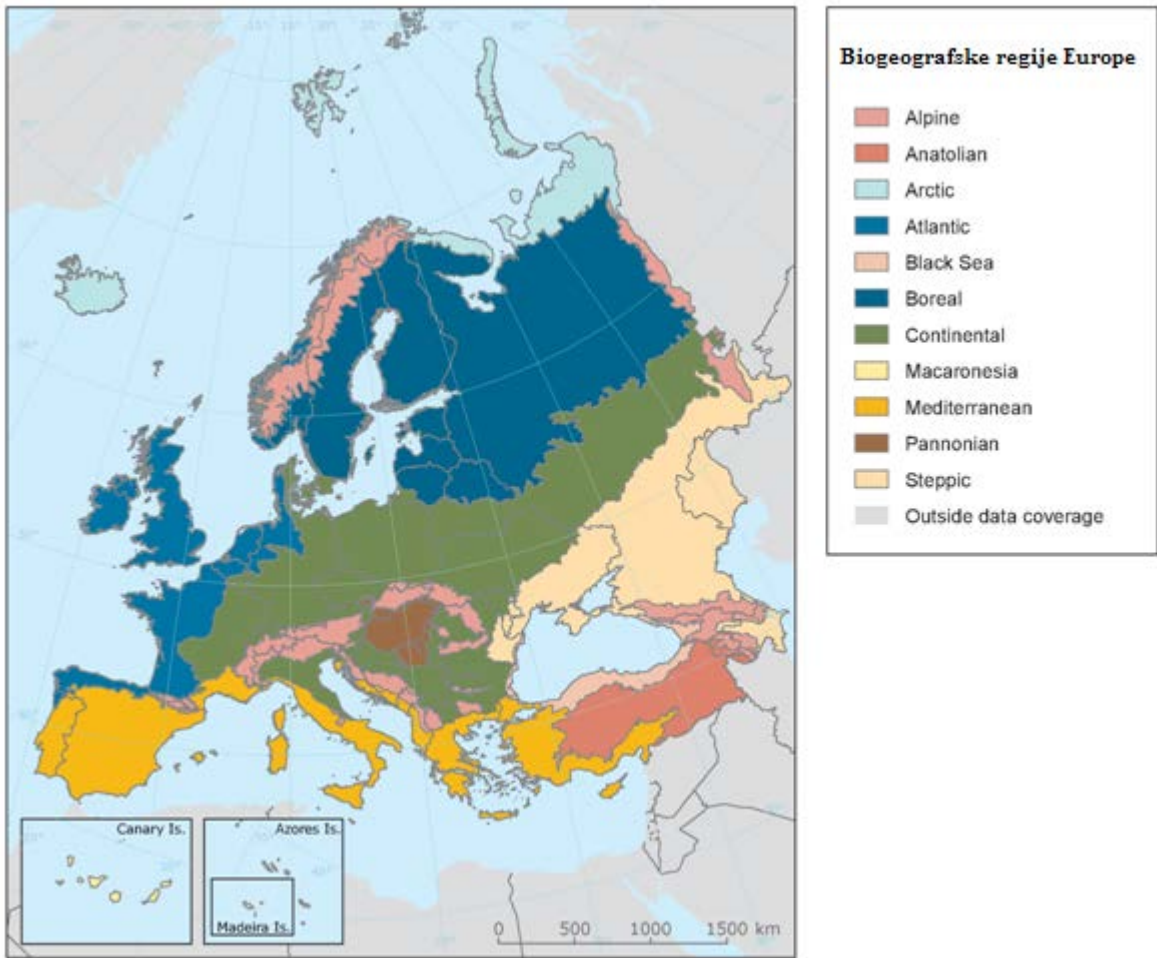 Biogeografske regije Europe
Alpine
Anatolian
Arctic
Atlantic
Black Sea
Boreal
Continental
Macaronesia
Mediterranean
Pannonian
Steppic
Outside data coverage
Canary Is.
Azores Is.
Madeira Is.
0 500 1000 1500 km